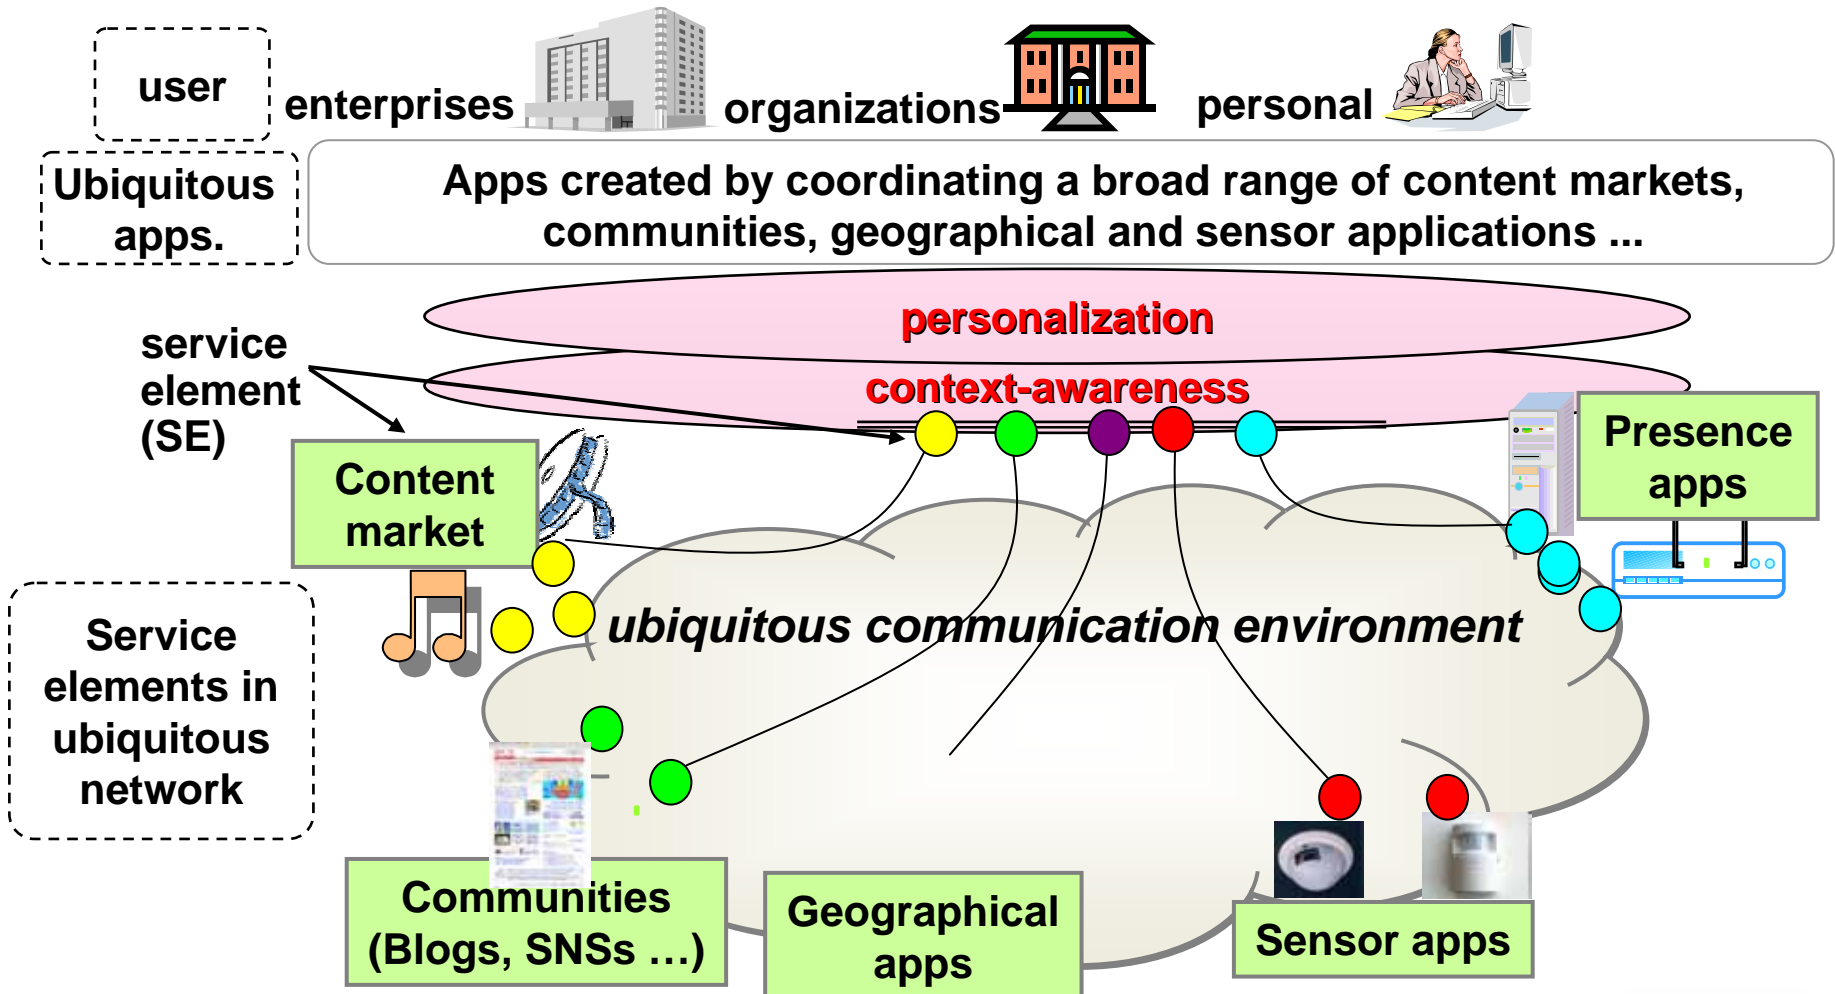 user
enterprises
organizations
personal
Ubiquitous
apps.
Apps created by coordinating a broad range of content markets,
communities, geographical and sensor applications ...
personalization
context-awareness
service
element
(SE)
Content
market
Presence
apps
ubiquitous communication environment
Service
elements in
ubiquitous
network
Communities
(Blogs, SNSs …)
Geographical
apps
Sensor apps